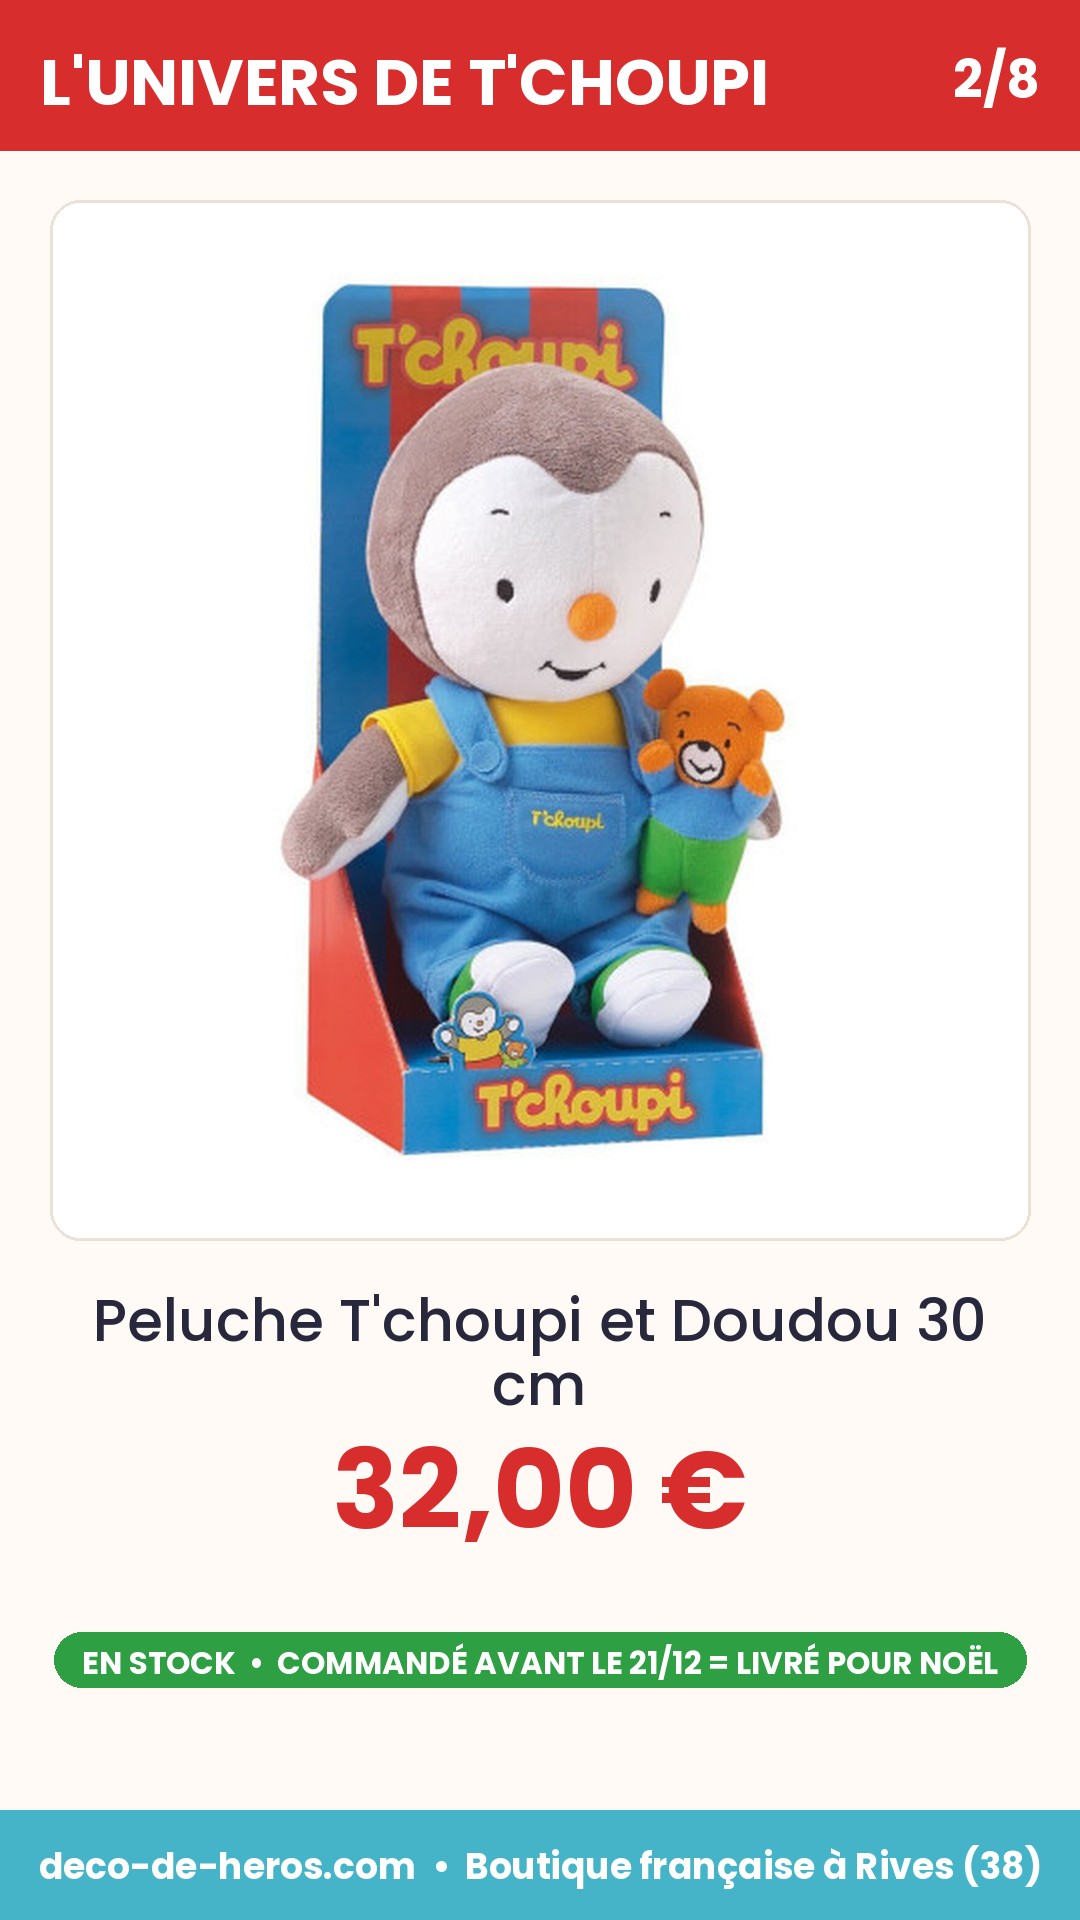 L'UNIVERS DE T'CHOUPI
2/8
T'choupi
T'choupi
T'choupi
Peluche T'choupi et Doudou 30
cm
32,00 €
EN STOCK • COMMANDÉ AVANT LE 21/12 = LIVRÉ POUR NOËL
deco-de-heros.com • Boutique française à Rives (38)